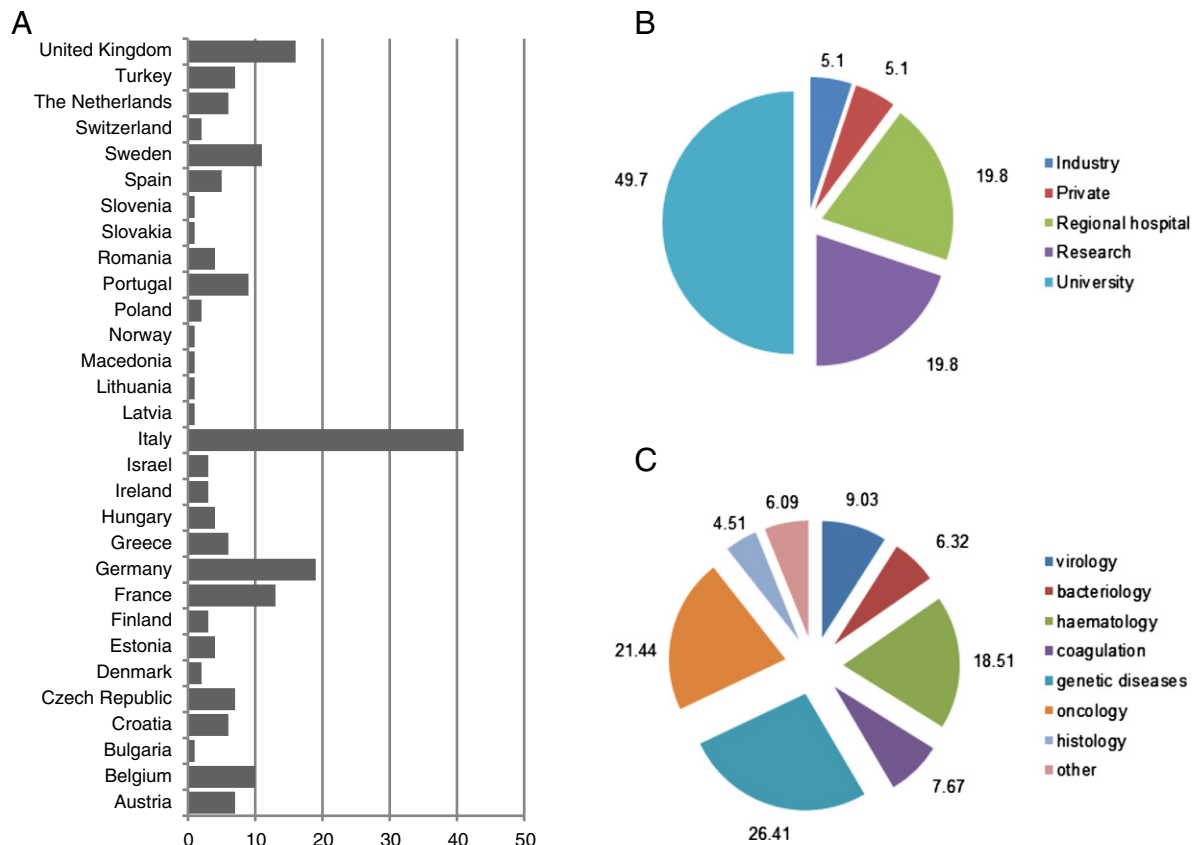 A
United Kingdom
Turkey
The Netherlands
Switzerland
Sweden
Spain
Slovenia
Slovakia
Romania
Portugal
Poland
Norway
Macedonia
Lithuania
Latvia
Italy
Israel
Ireland
Hungary
Greece
Germany
France
Finland
Estonia
Denmark
Czech Republic
Croatia
Bulgaria
Belgium
Austria
0 10 20 30 40 50
B
5.1
5.1
19.8
19.8
49.7
Industry
Private
Regional hospital
Research
University
C
9.03
6.32
18.51
7.67
26.41
21.44
4.51
6.09
virology
bacteriology
haematology
coagulation
genetic diseases
oncology
histology
other